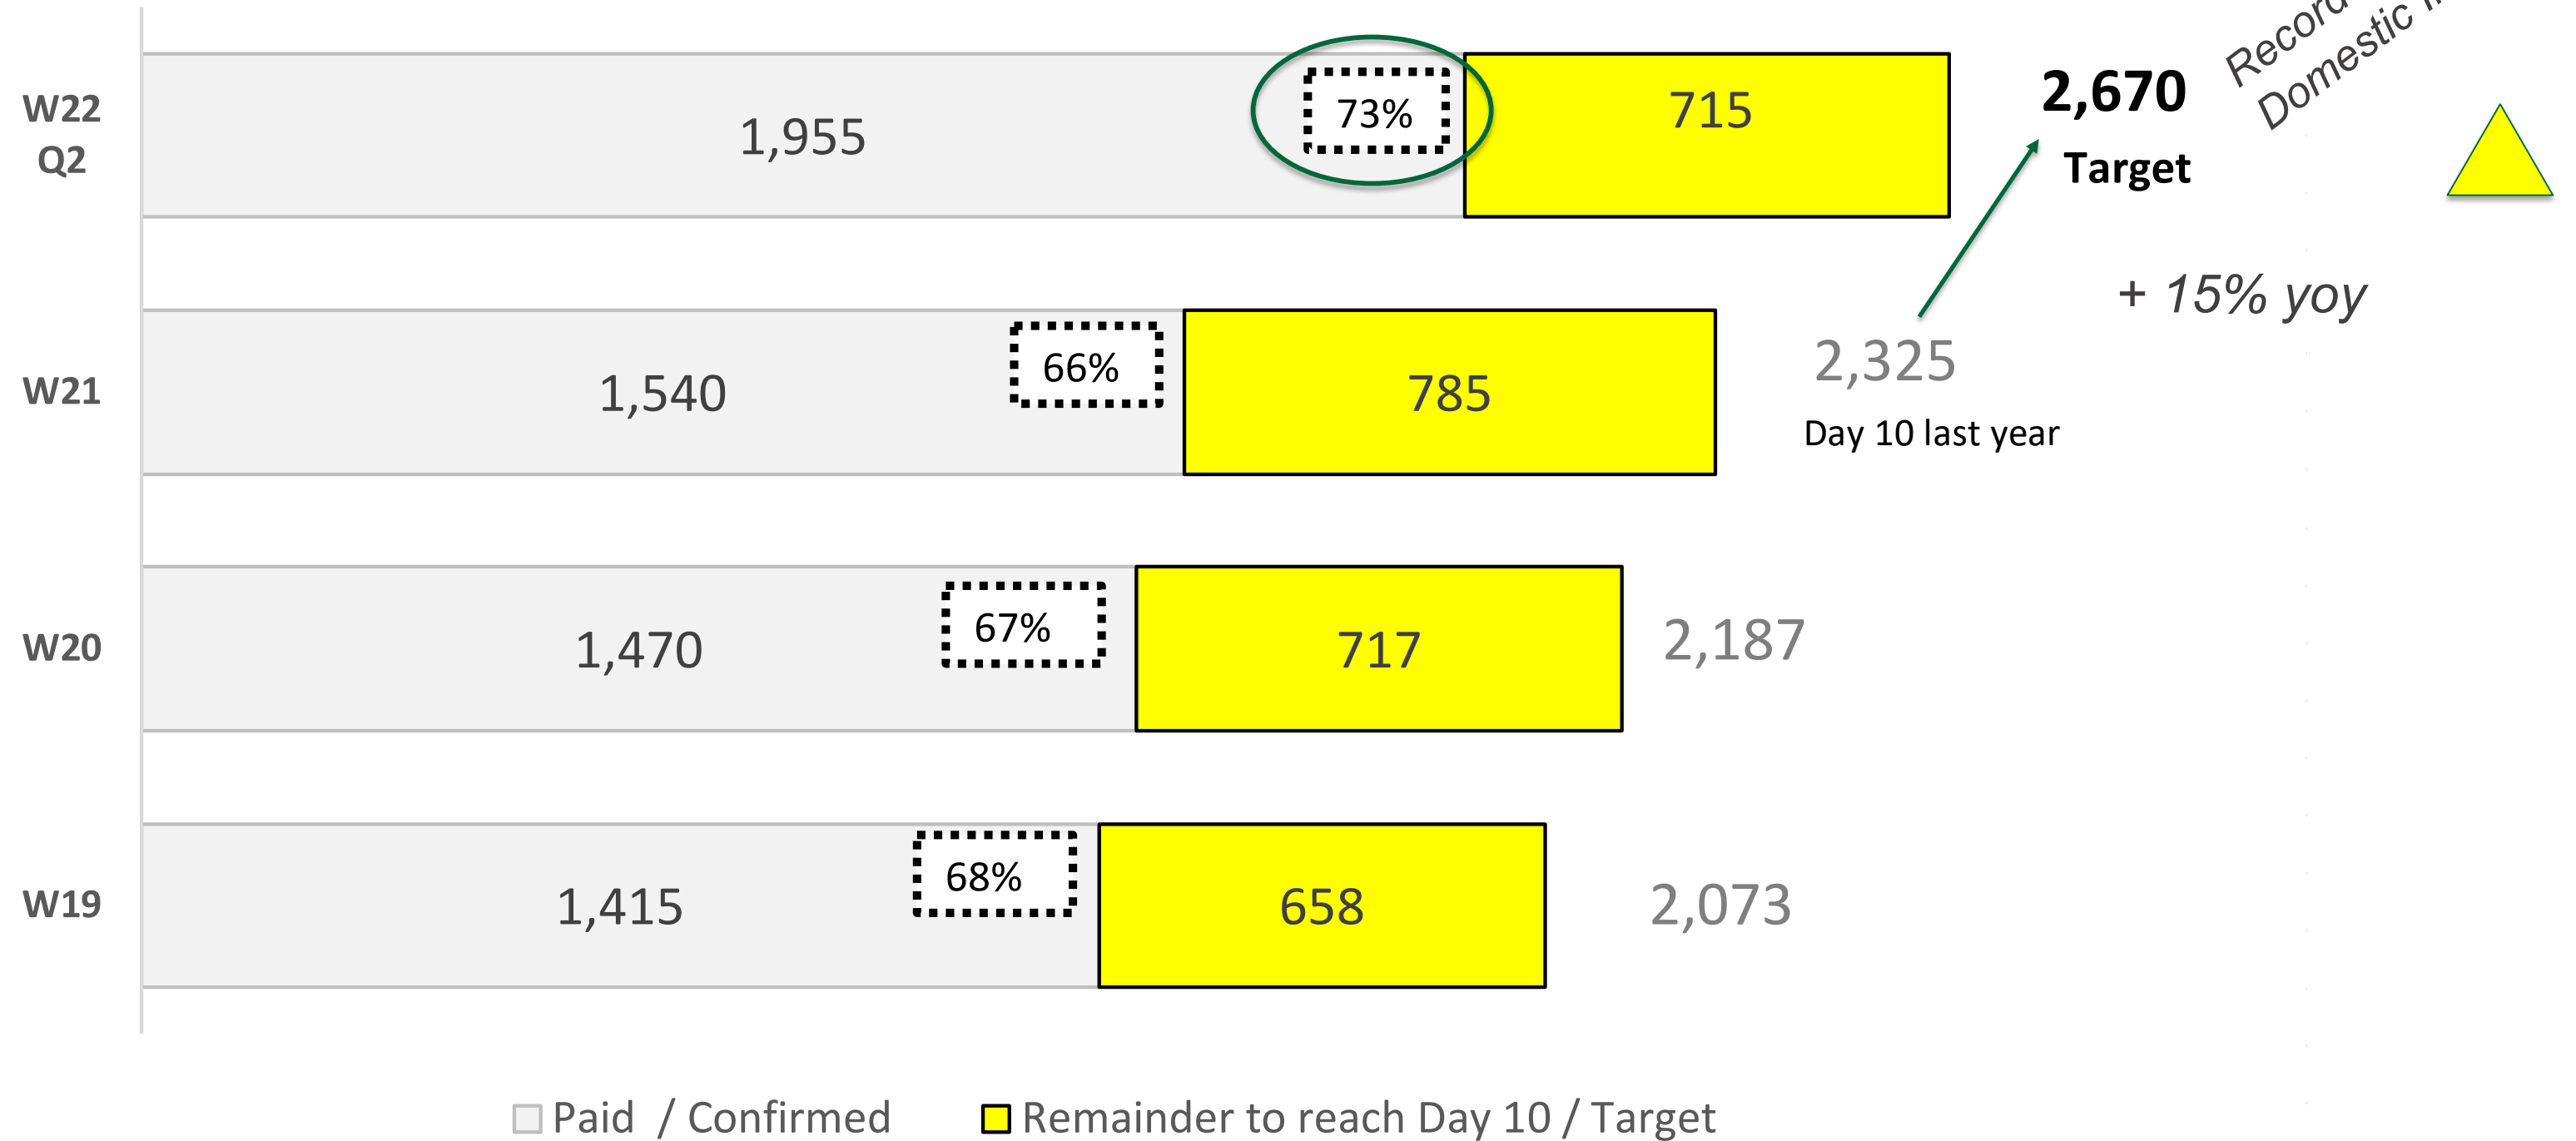 Record
Domestic
W22
Q2
1,955
73%
715
2,670
Target
+ 15% yoy
W21
1,540
66%
785
2,325
Day 10 last year
W20
1,470
67%
717
2,187
W19
1,415
68%
658
2,073
Paid / Confirmed
Remainder to reach Day 10 / Target